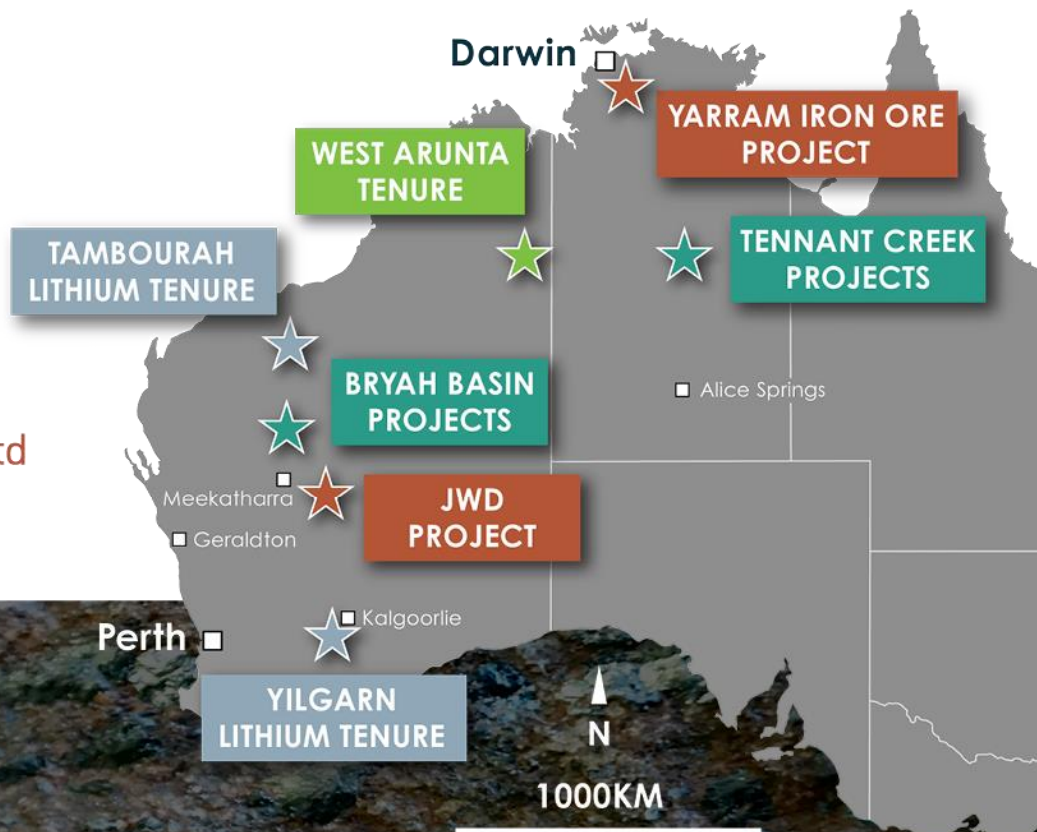 Darwin
YARRAM IRON ORE
PROJECT
WEST ARUNTA
TENURE
TAMBOURAH
LITHIUM TENURE
TENNANT CREEK
PROJECTS
BRYAH BASIN
PROJECTS
Alice Springs
td
Meekatharra
JWD
PROJECT
Geraldton
Kalgoorlie
Perth
YILGARN
LITHIUM TENURE
N
1000KM